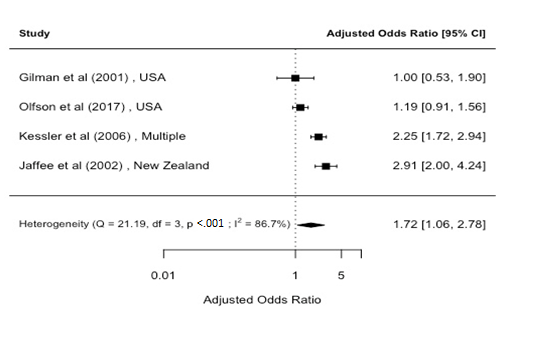 Study Adjusted Odds Ratio [95% CI]
Gilman et al (2001) , USA 1.00 [0.53, 1.90]
Olfson et al (2017) , USA 1.19 [0.91, 1.56]
Kessler et al (2006) , Multiple 2.25 [1.72, 2.94]
Jaffee et al (2002) , New Zealand 2.91 [2.00, 4.24]
Heterogeneity (Q = 21.19, df = 3, p <.001 ; I² = 86.7%) 1.72 [1.06, 2.78]
0.01 1 5
Adjusted Odds Ratio